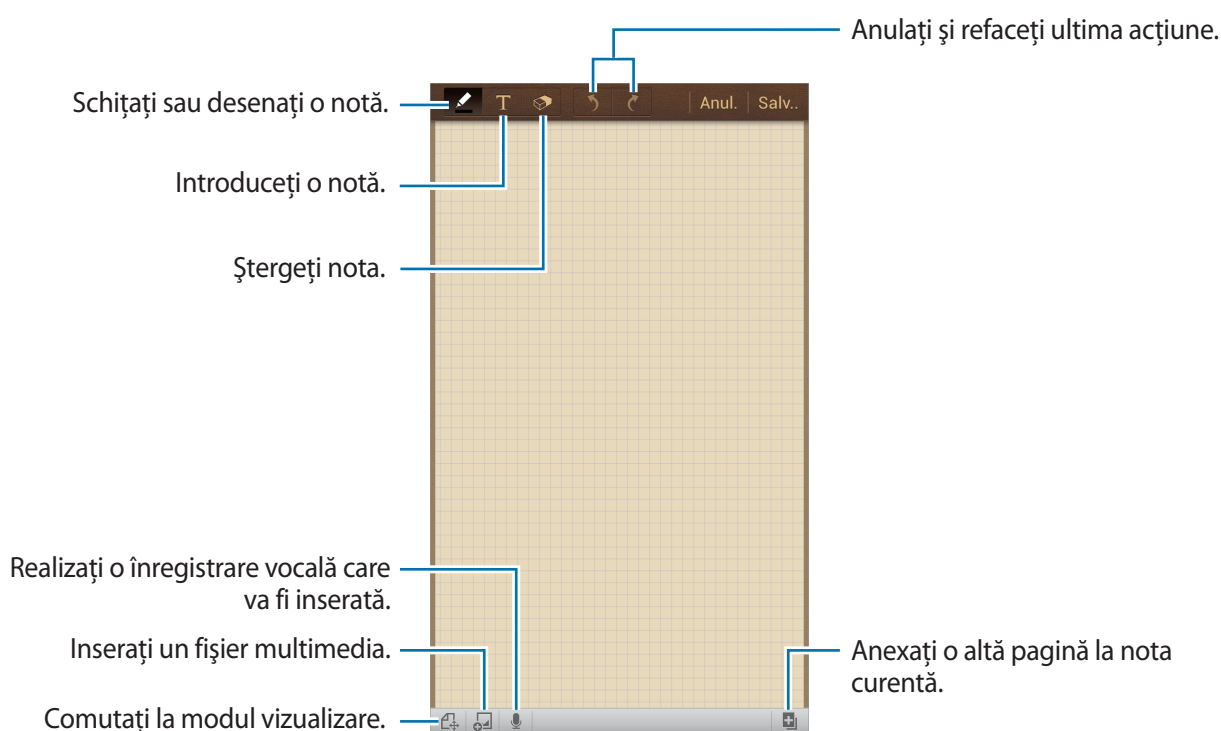 Anulați şi refaceți ultima acțiune.
Schițați sau desenați o notă.
T
Anul.
Salv..
Introduceți o notă.
Ştergeți nota.
Realizați o înregistrare vocală care
va fi inserată.
Inserați un fişier multimedia.
Anexați o altă pagină la nota
curentă.
Comutați la modul vizualizare.